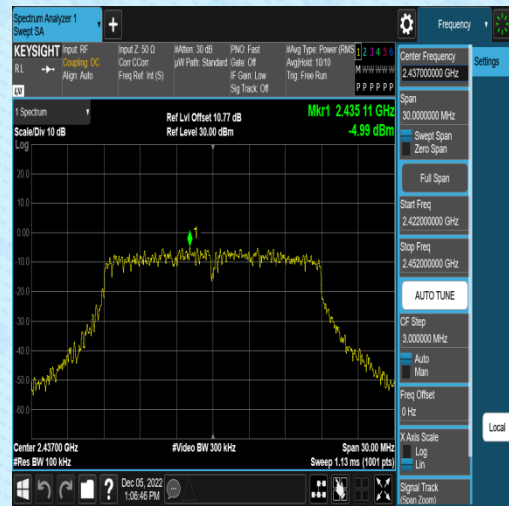 Spectrum Analyzer 1
Swept SA
Frequency
KEYSIGHT
RL
LXI
Input: RF
Coupling: DC
Align: Auto
Input Z: 50 Ω
Corr CCorr
Freq Ref: Int (S)
#Atten: 30 dB
µW Path: Standard
PNO: Fast
Gate: Off
IF Gain: Low
Sig Track: Off
#Avg Type: Power (RMS
Avg|Hold: 10/10
Trig: Free Run
1 2 3 4 5 6
M W W W W W
P P P P P P
Center Frequency
2.437000000 GHz
Settings
Span
30.0000000 MHz
Swept Span
Zero Span
Full Span
Start Freq
2.422000000 GHz
Stop Freq
2.452000000 GHz
AUTO TUNE
CF Step
3.000000 MHz
Auto
Man
Freq Offset
0 Hz
X Axis Scale
Log
Lin
Local
Signal Track
(Span Zoom)
1 Spectrum
Scale/Div 10 dB
Log
Ref Lvl Offset 10.77 dB
Ref Level 30.00 dBm
Mkr1 2.435 11 GHz
-4.99 dBm
20.0
10.0
0.00
1
-10.0
-20.0
-30.0
-40.0
-50.0
-60.0
Center 2.43700 GHz
#Res BW 100 kHz
#Video BW 300 kHz
Span 30.00 MHz
Sweep 1.13 ms (1001 pts)
?
Dec 05, 2022
1:06:46 PM